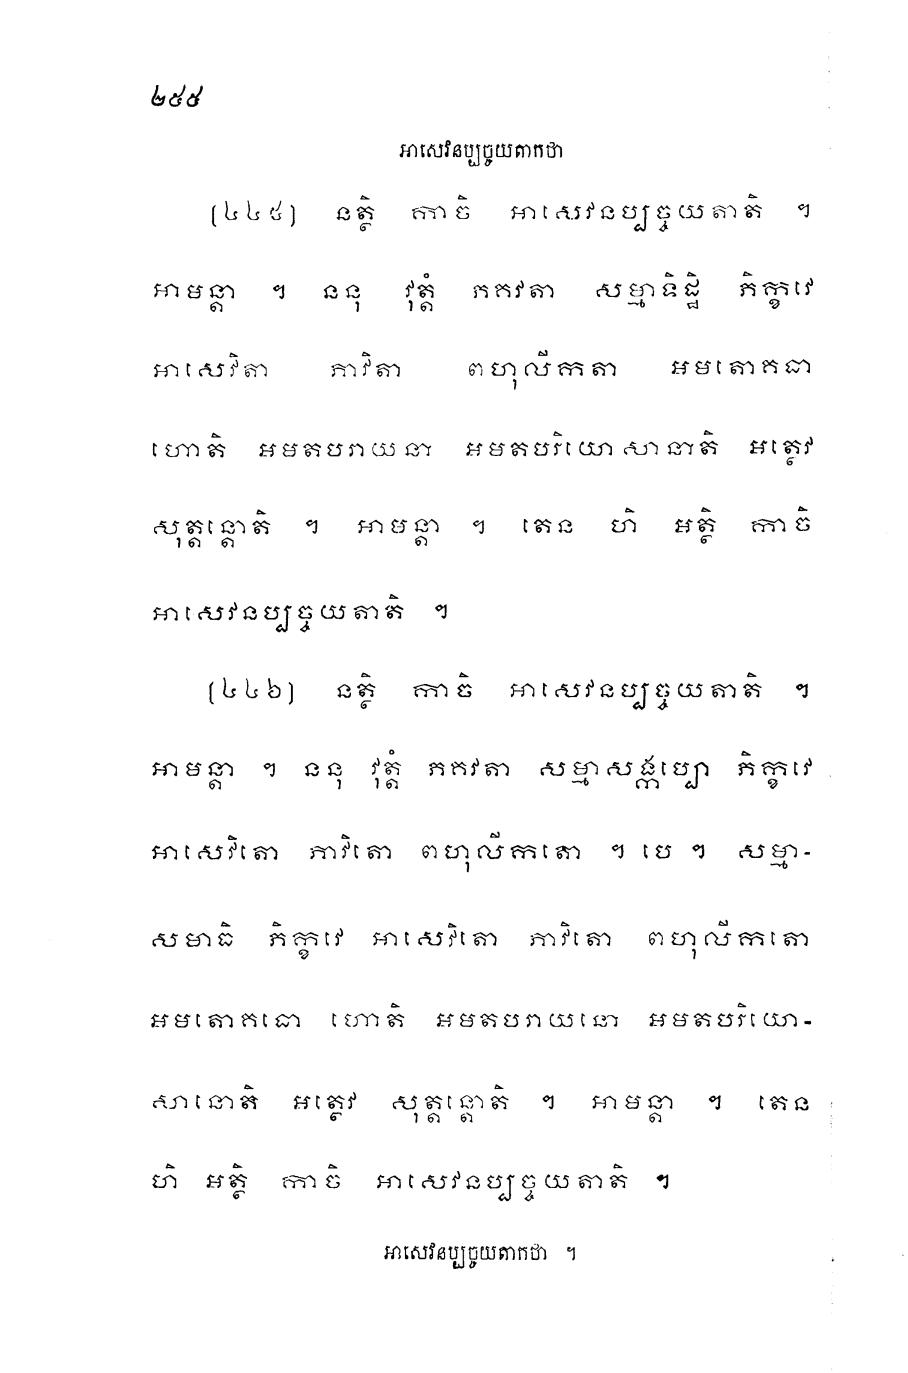 ២៩៥
អាសេវនប្បច្ចយតាកថា
[៤៤៥] នត្ថិ កាចិ អាសេវនប្បច្ចយតាតិ ។
អាមន្តា ។ ននុ វុត្តំ ភគវតា សម្មាទិដ្ឋិ ភិក្ខវេ
អាសេវិតា ភាវិតា ពហុលីកតា អមតោគធា
ហោតិ អមតបរាយនា អមតបរិយោសានាតិ អត្ថេវ
សុត្តន្តោតិ ។ អាមន្តា ។ តេន ហិ អត្ថិ កាចិ
អាសេវនប្បច្ចយតាតិ ។
[៤៤៦] នត្ថិ កាចិ អាសេវនប្បច្ចយតាតិ ។
អាមន្តា ។ ននុ វុត្តំ ភគវតា សម្មាសង្កប្បោ ភិក្ខវេ
អាសេវិតោ ភាវិតោ ពហុលីកតោ ។ បេ ។ សម្មា-
សមាធិ ភិក្ខវេ អាសេវិតោ ភាវិតោ ពហុលីកតោ
អមតោគធោ ហោតិ អមតបរាយនោ អមតបរិយោ-
សានោតិ អត្ថេវ សុត្តន្តោតិ ។ អាមន្តា ។ តេន
ហិ អត្ថិ កាចិ អាសេវនប្បច្ចយតាតិ ។
អាសេវនប្បច្ចយតាកថា ។